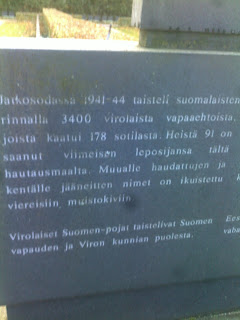 Jatkosodassa 1941-44 taisteli suomalaisten
rinnalla 3400 virolaista vapaaehtoista,
joista kaatui 178 sotilasta. Heistä 91 on
saanut viimeisen leposijansa tältä
hautausmaalta. Muualle haudattujen ja
kentälle jääneitten nimet on ikuistettu
viereisiin muistokiviin.
Virolaiset Suomen-pojat taistelivat Suomen
vapauden ja Viron kunnian puolesta.